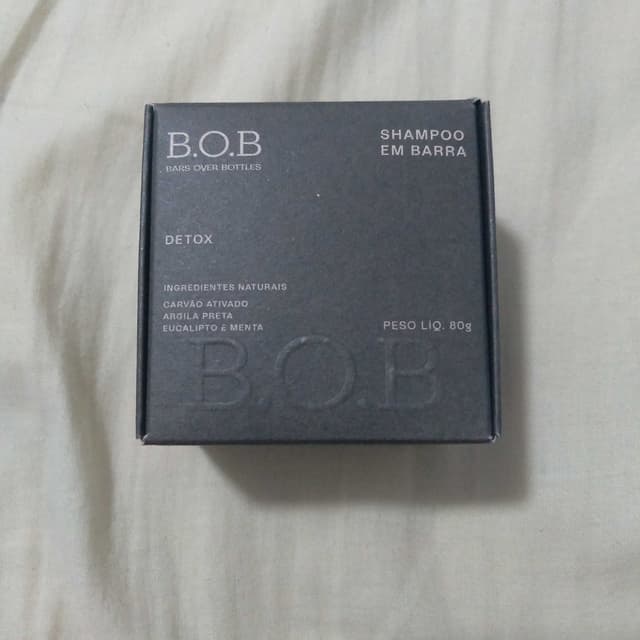 B.O.B
BARS OVER BOTTLES
SHAMPOO
EM BARRA
DETOX
INGREDIENTES NATURAIS
CARVÃO ATIVADO
ARGILA PRETA
EUCALIPTO E MENTA
PESO LÍQ. 80g
B.O.B